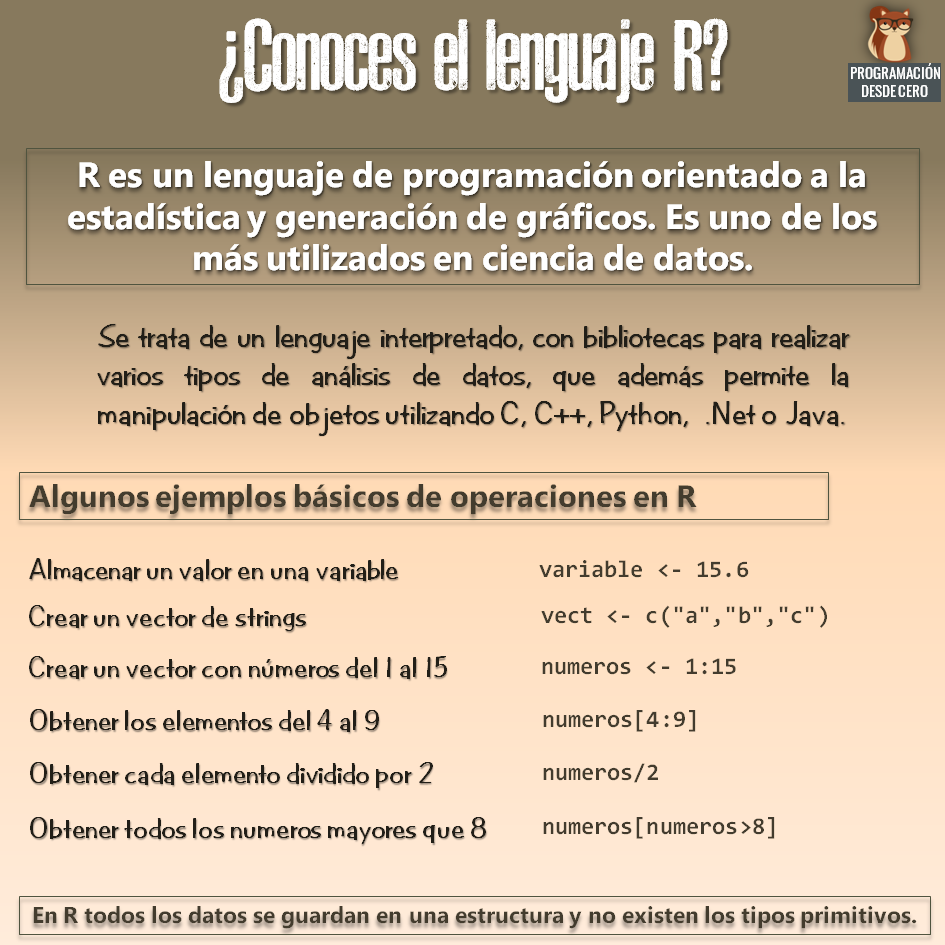 ¿Conoces el lenguaje R?
PROGRAMACIÓN
DESDE CERO
R es un lenguaje de programación orientado a la
estadística y generación de gráficos. Es uno de los
más utilizados en ciencia de datos.
Se trata de un lenguaje interpretado, con bibliotecas para realizar
varios tipos de análisis de datos, que además permite la
manipulación de objetos utilizando C, C++, Python, .Net o Java.
Algunos ejemplos básicos de operaciones en R
Almacenar un valor en una variable variable <- 15.6
Crear un vector de strings vect <- c("a","b","c")
Crear un vector con números del 1 al 15 numeros <- 1:15
Obtener los elementos del 4 al 9 numeros[4:9]
Obtener cada elemento dividido por 2 numeros/2
Obtener todos los numeros mayores que 8 numeros[numeros>8]
En R todos los datos se guardan en una estructura y no existen los tipos primitivos.